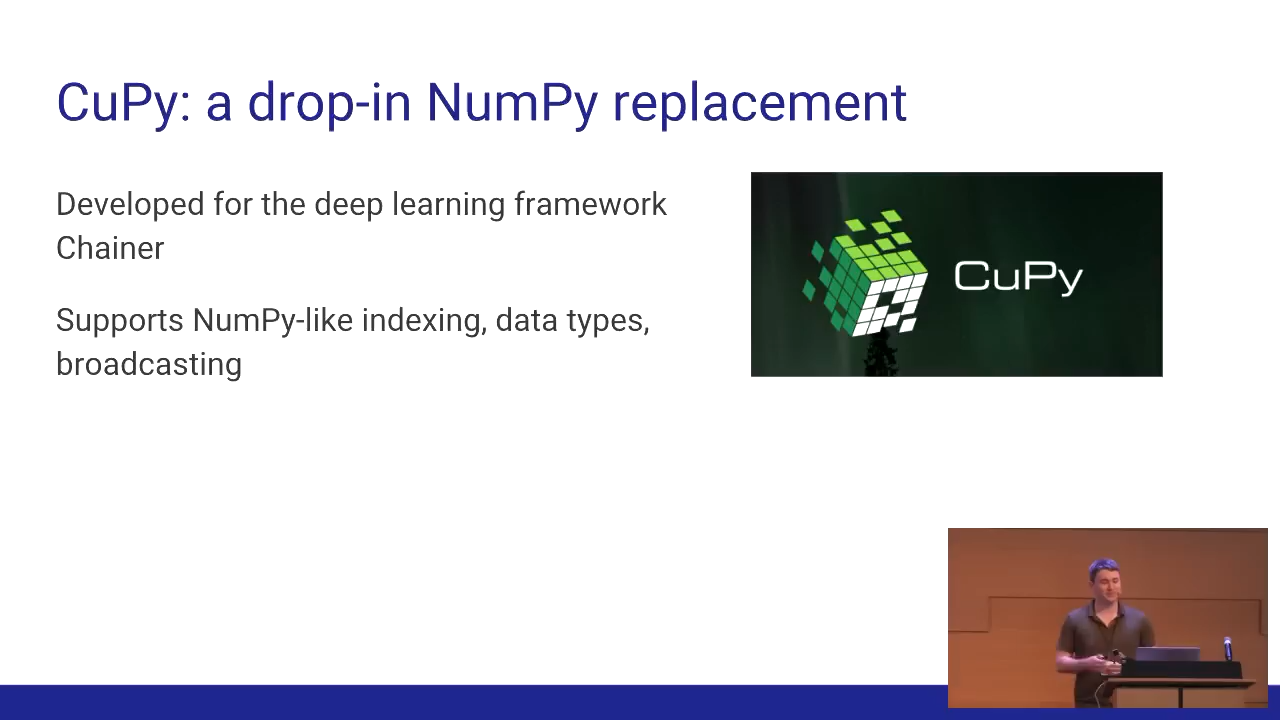 CuPy: a drop-in NumPy replacement
Developed for the deep learning framework
Chainer
Supports NumPy-like indexing, data types,
broadcasting
CuPy